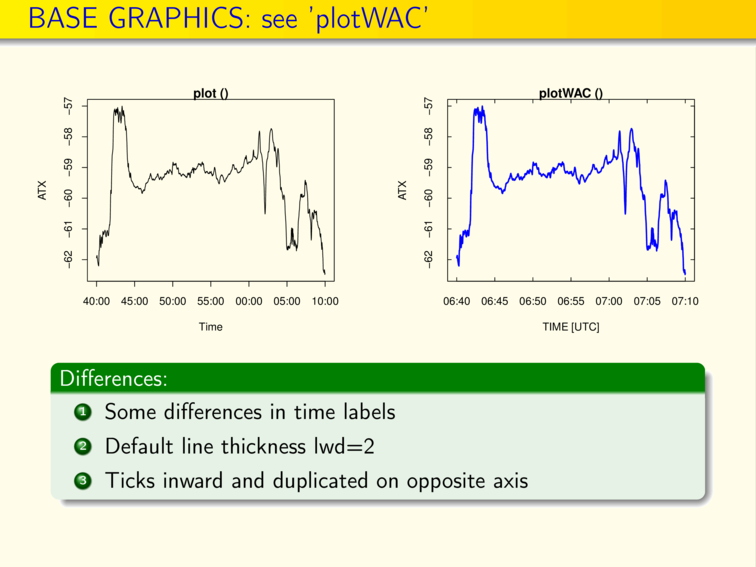 BASE GRAPHICS: see 'plotWAC'
plot ()
ATX
−57
−58
−59
−60
−61
−62
40:00 45:00 50:00 55:00 00:00 05:00 10:00
Time
plotWAC ()
ATX
−57
−58
−59
−60
−61
−62
06:40 06:45 06:50 06:55 07:00 07:05 07:10
TIME [UTC]
Differences:
1 Some differences in time labels
2 Default line thickness lwd=2
3 Ticks inward and duplicated on opposite axis